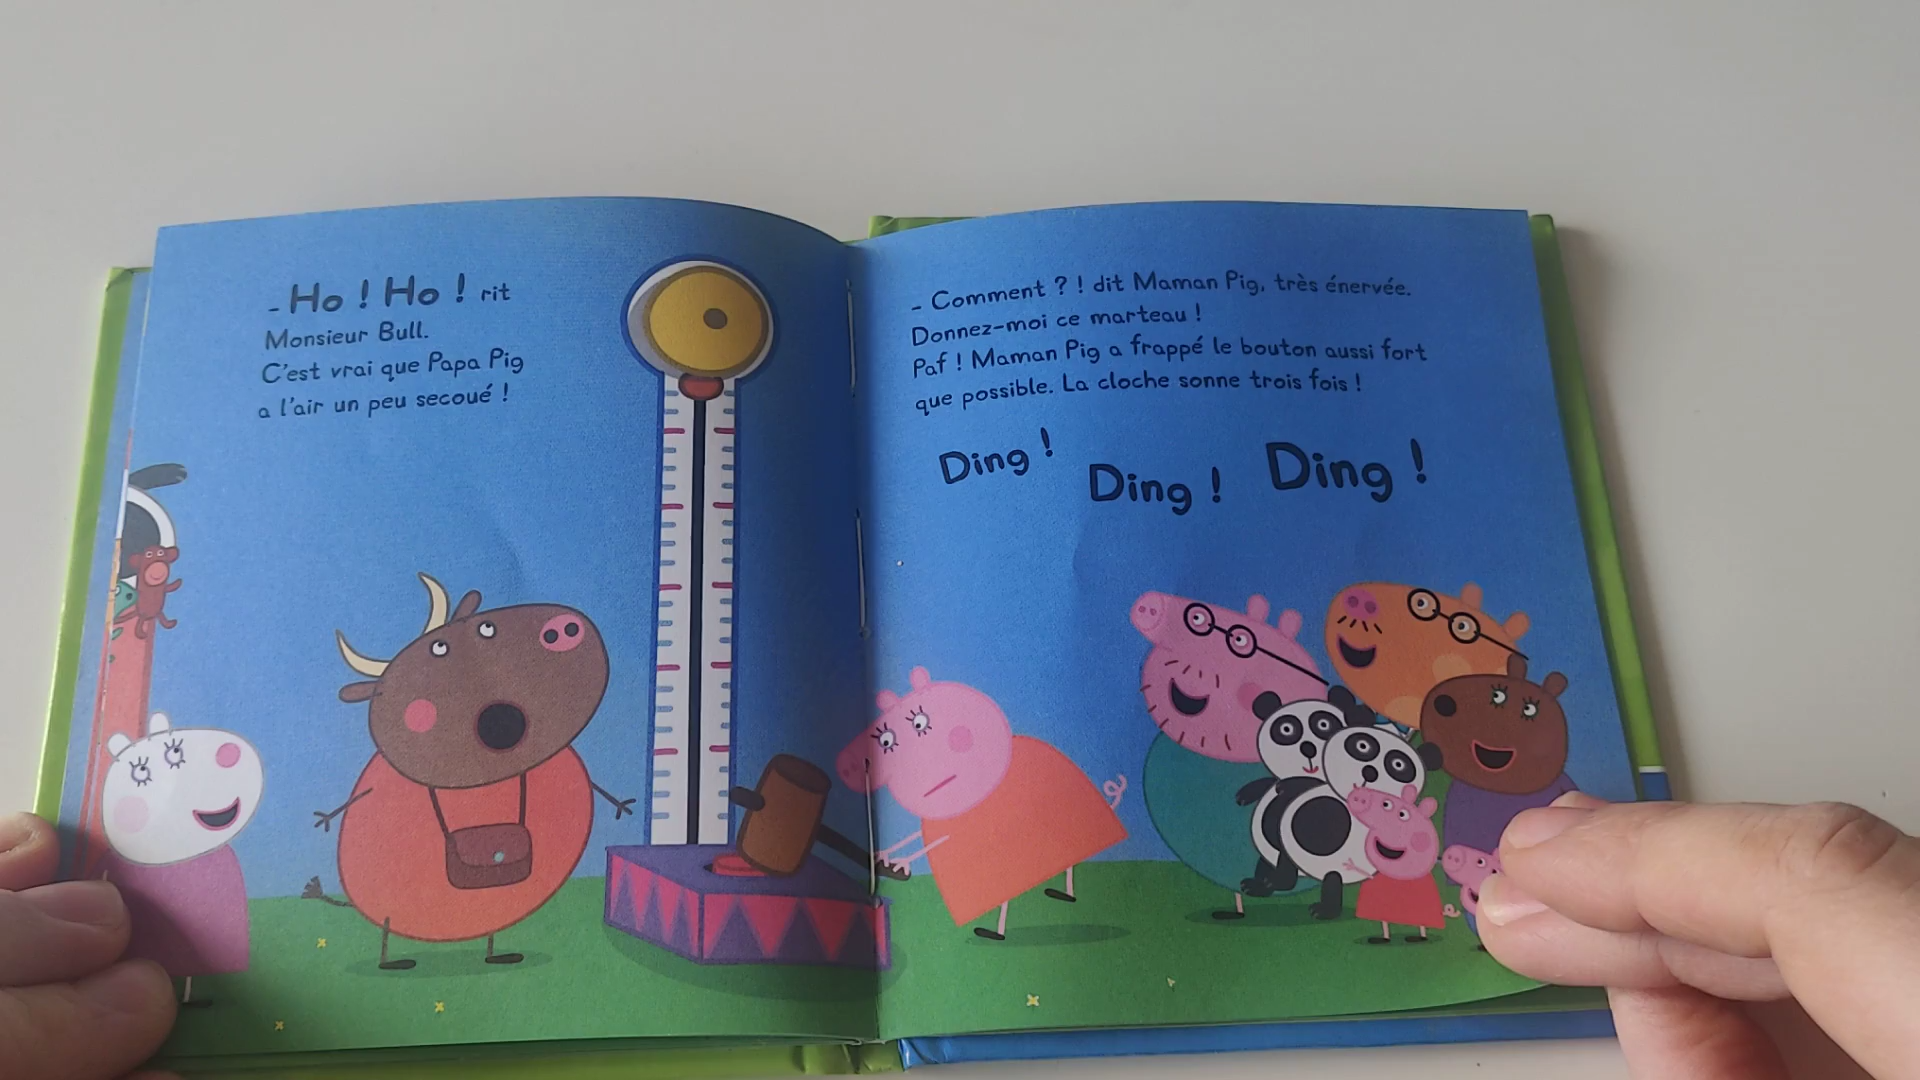 - Ho ! Ho ! rit
Monsieur Bull.
C'est vrai que Papa Pig
a l'air un peu secoué !
- Comment ? ! dit Maman Pig, très énervée.
Donnez-moi ce marteau !
Paf ! Maman Pig a frappé le bouton aussi fort
que possible. La cloche sonne trois fois !
Ding !
Ding !
Ding !